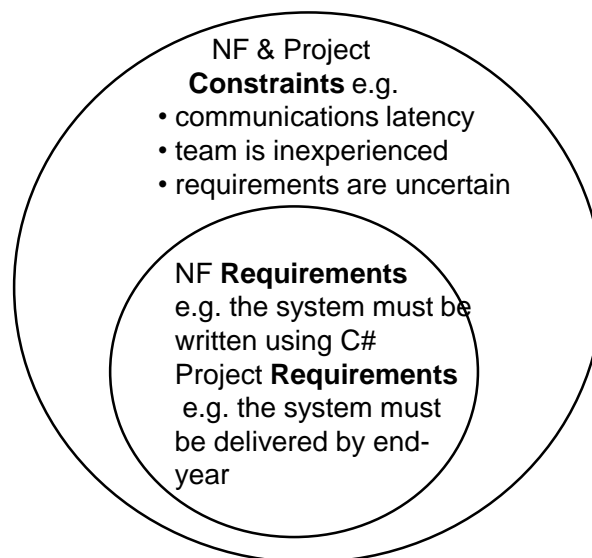 NF & Project
Constraints e.g.
• communications latency
• team is inexperienced
• requirements are uncertain
NF Requirements
e.g. the system must be
written using C#
Project Requirements
e.g. the system must
be delivered by end-
year